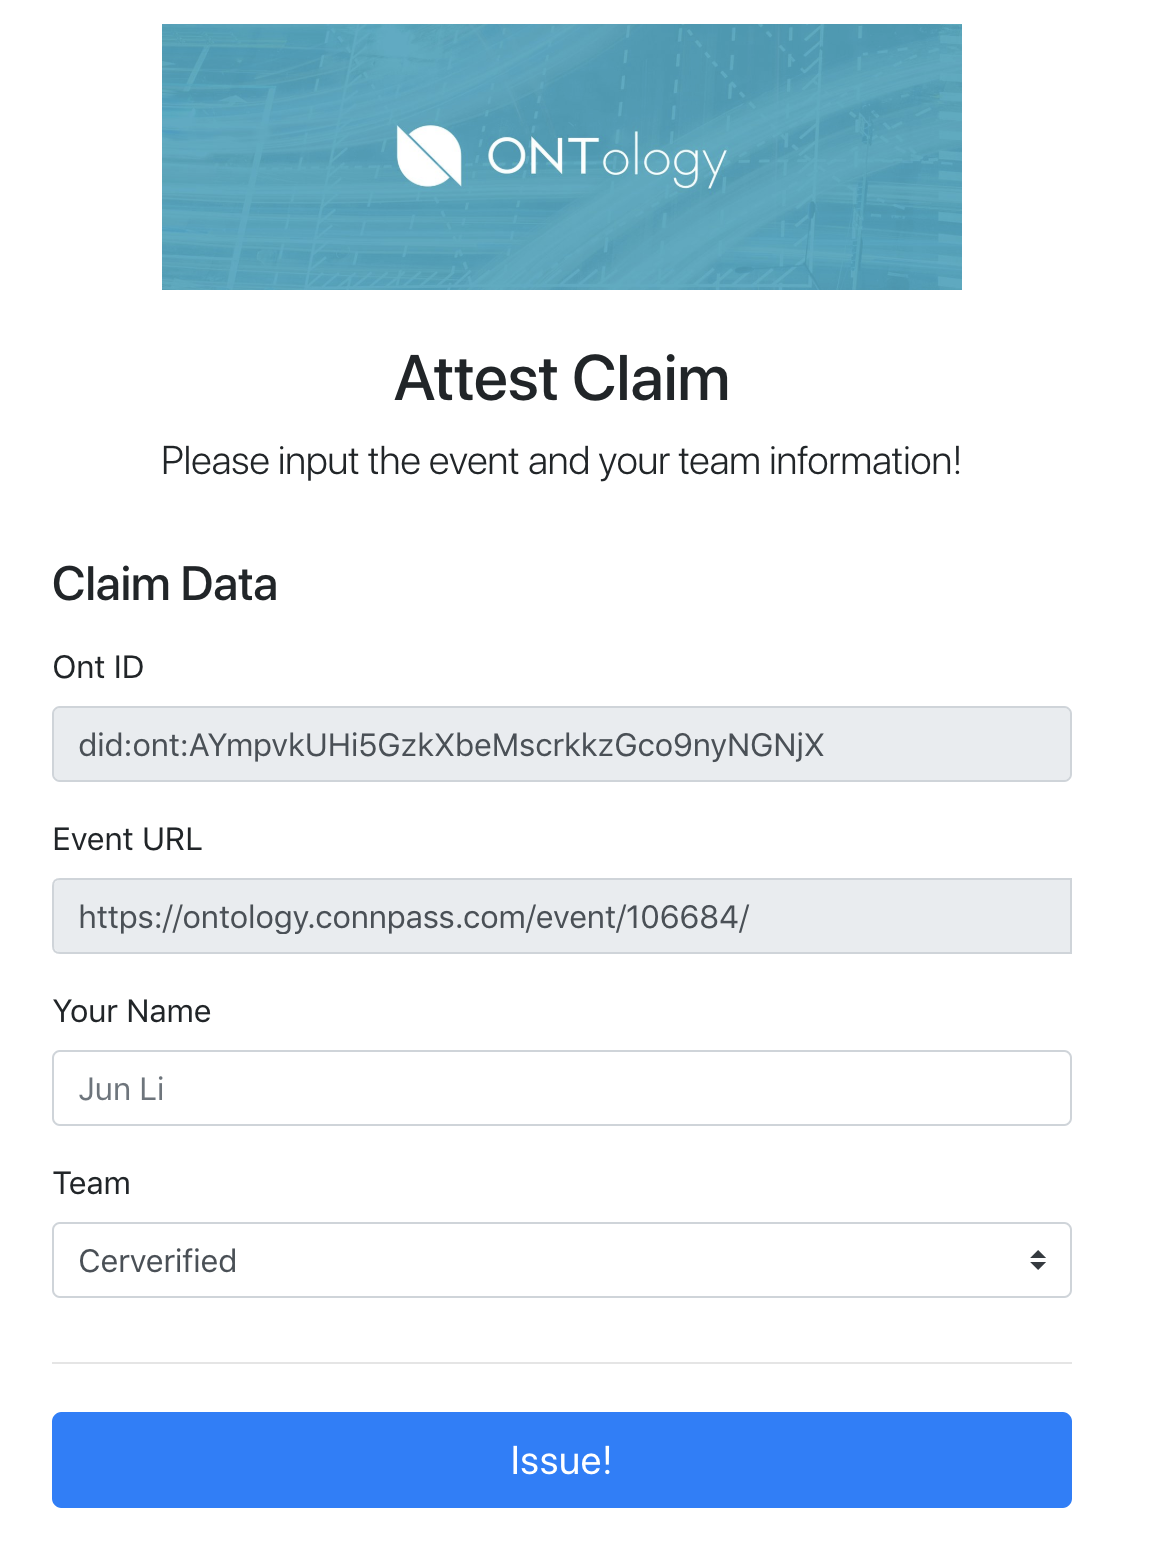 ONTology
Attest Claim
Please input the event and your team information!
Claim Data
Ont ID
did:ont:AYmpvkUHi5GzkXbeMscrkkzGco9nyNGNjX
Event URL
https://ontology.connpass.com/event/106684/
Your Name
Jun Li
Team
Cerverified
Issue!